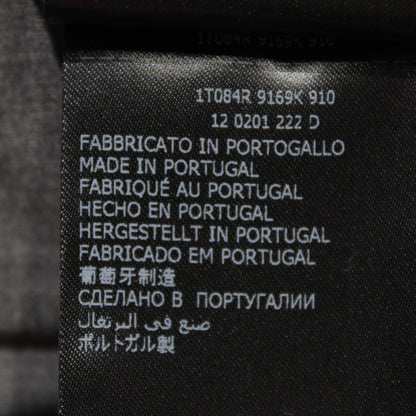 1T084R 9169K 910
12 0201 222 D
FABBRICATO IN PORTOGALLO
MADE IN PORTUGAL
FABRIQUÉ AU PORTUGAL
HECHO EN PORTUGAL
HERGESTELLT IN PORTUGAL
FABRICADO EM PORTUGAL
葡萄牙制造
СДЕЛАНО В ПОРТУГАЛИИ
صنع في البرتغال
ポルトガル製